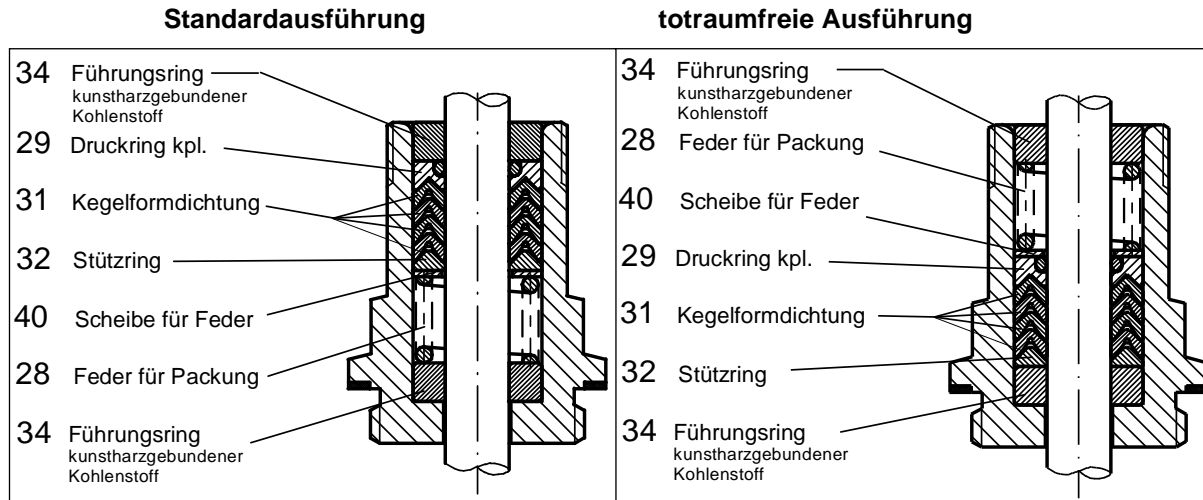 Standardausführung
34 Führungsring
kunstharzgebundener
Kohlenstoff
29 Druckring kpl.
31 Kegelformdichtung
32 Stützring
40 Scheibe für Feder
28 Feder für Packung
34 Führungsring
kunstharzgebundener
Kohlenstoff
totraumfreie Ausführung
34 Führungsring
kunstharzgebundener
Kohlenstoff
28 Feder für Packung
40 Scheibe für Feder
29 Druckring kpl.
31 Kegelformdichtung
32 Stützring
34 Führungsring
kunstharzgebundener
Kohlenstoff